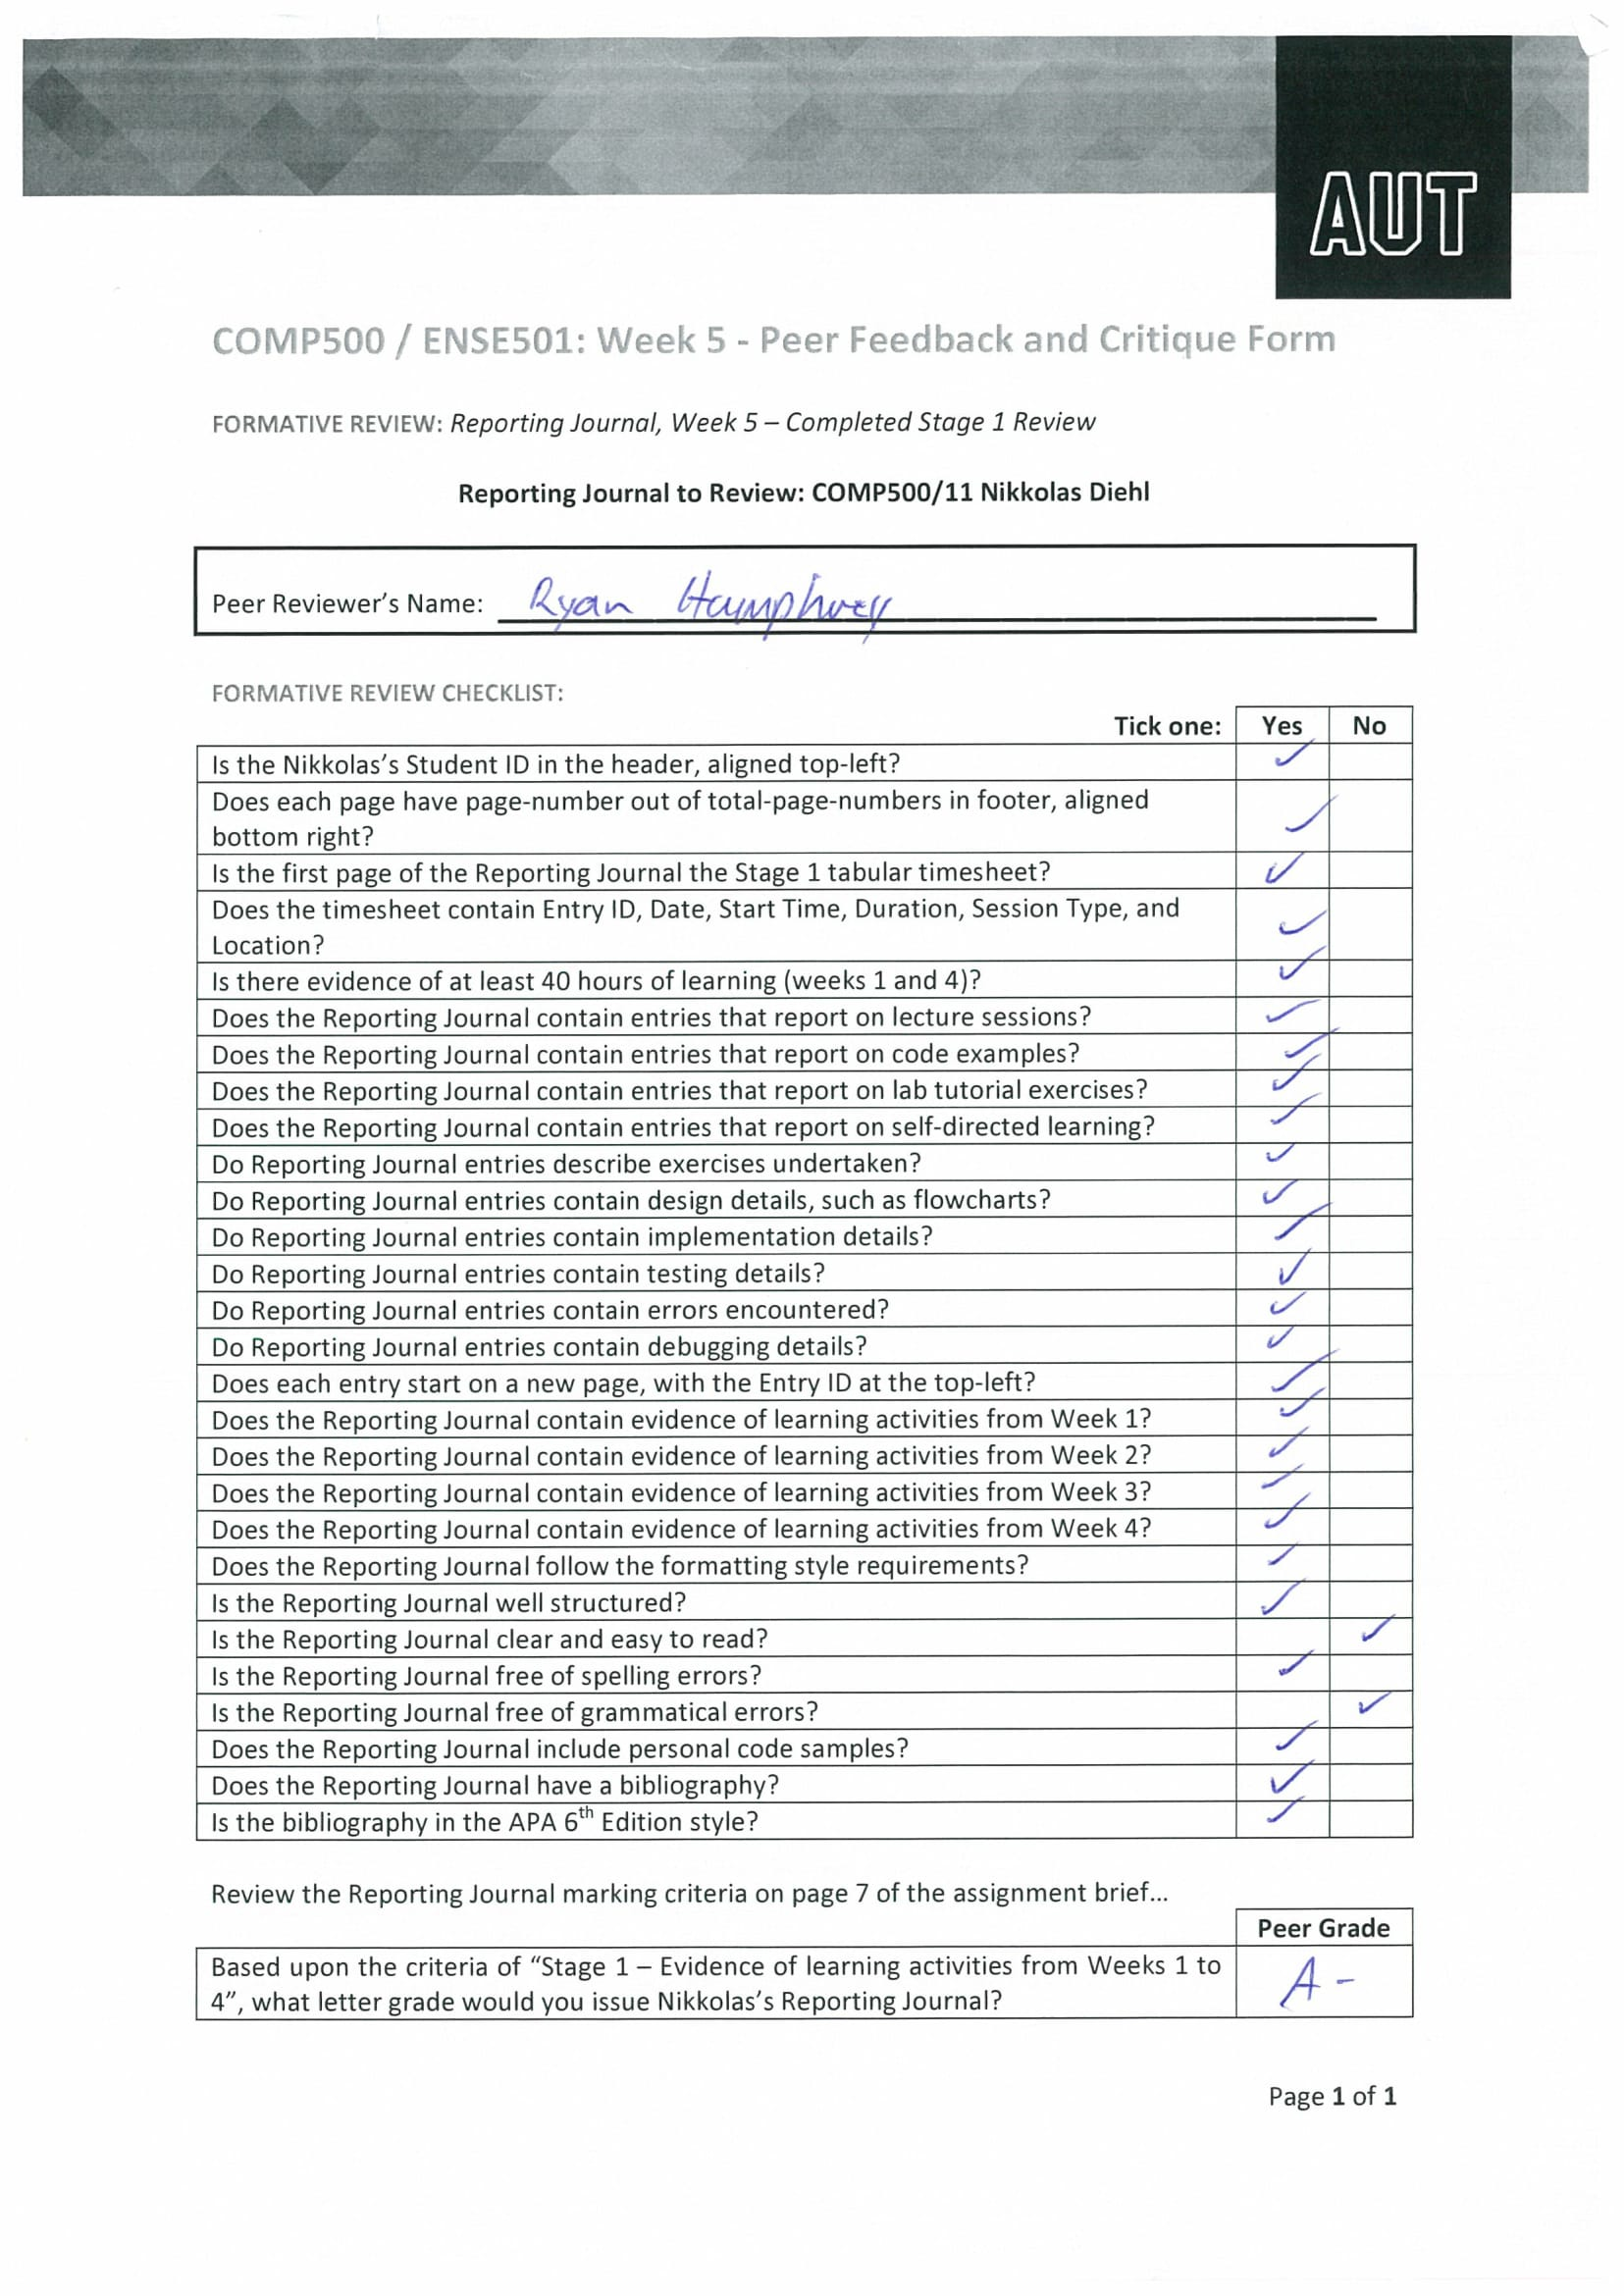 AUT
COMP500 / ENSE501: Week 5 - Peer Feedback and Critique Form
FORMATIVE REVIEW: Reporting Journal, Week 5 – Completed Stage 1 Review
Reporting Journal to Review: COMP500/11 Nikkolas Diehl
Peer Reviewer's Name: Ryan Humphrey
FORMATIVE REVIEW CHECKLIST:
Tick one: Yes No
Is the Nikkolas's Student ID in the header, aligned top-left? ✓
Does each page have page-number out of total-page-numbers in footer, aligned
bottom right? ✓
Is the first page of the Reporting Journal the Stage 1 tabular timesheet? ✓
Does the timesheet contain Entry ID, Date, Start Time, Duration, Session Type, and
Location? ✓
Is there evidence of at least 40 hours of learning (weeks 1 and 4)? ✓
Does the Reporting Journal contain entries that report on lecture sessions? ✓
Does the Reporting Journal contain entries that report on code examples? ✓
Does the Reporting Journal contain entries that report on lab tutorial exercises? ✓
Does the Reporting Journal contain entries that report on self-directed learning? ✓
Do Reporting Journal entries describe exercises undertaken? ✓
Do Reporting Journal entries contain design details, such as flowcharts? ✓
Do Reporting Journal entries contain implementation details? ✓
Do Reporting Journal entries contain testing details? ✓
Do Reporting Journal entries contain errors encountered? ✓
Do Reporting Journal entries contain debugging details? ✓
Does each entry start on a new page, with the Entry ID at the top-left? ✓
Does the Reporting Journal contain evidence of learning activities from Week 1? ✓
Does the Reporting Journal contain evidence of learning activities from Week 2? ✓
Does the Reporting Journal contain evidence of learning activities from Week 3? ✓
Does the Reporting Journal contain evidence of learning activities from Week 4? ✓
Does the Reporting Journal follow the formatting style requirements? ✓
Is the Reporting Journal well structured? ✓
Is the Reporting Journal clear and easy to read? ✓
Is the Reporting Journal free of spelling errors? ✓
Is the Reporting Journal free of grammatical errors? ✓
Does the Reporting Journal include personal code samples? ✓
Does the Reporting Journal have a bibliography? ✓
Is the bibliography in the APA 6th Edition style? ✓
Review the Reporting Journal marking criteria on page 7 of the assignment brief...
Peer Grade
Based upon the criteria of "Stage 1 – Evidence of learning activities from Weeks 1 to
4", what letter grade would you issue Nikkolas's Reporting Journal? A-
Page 1 of 1